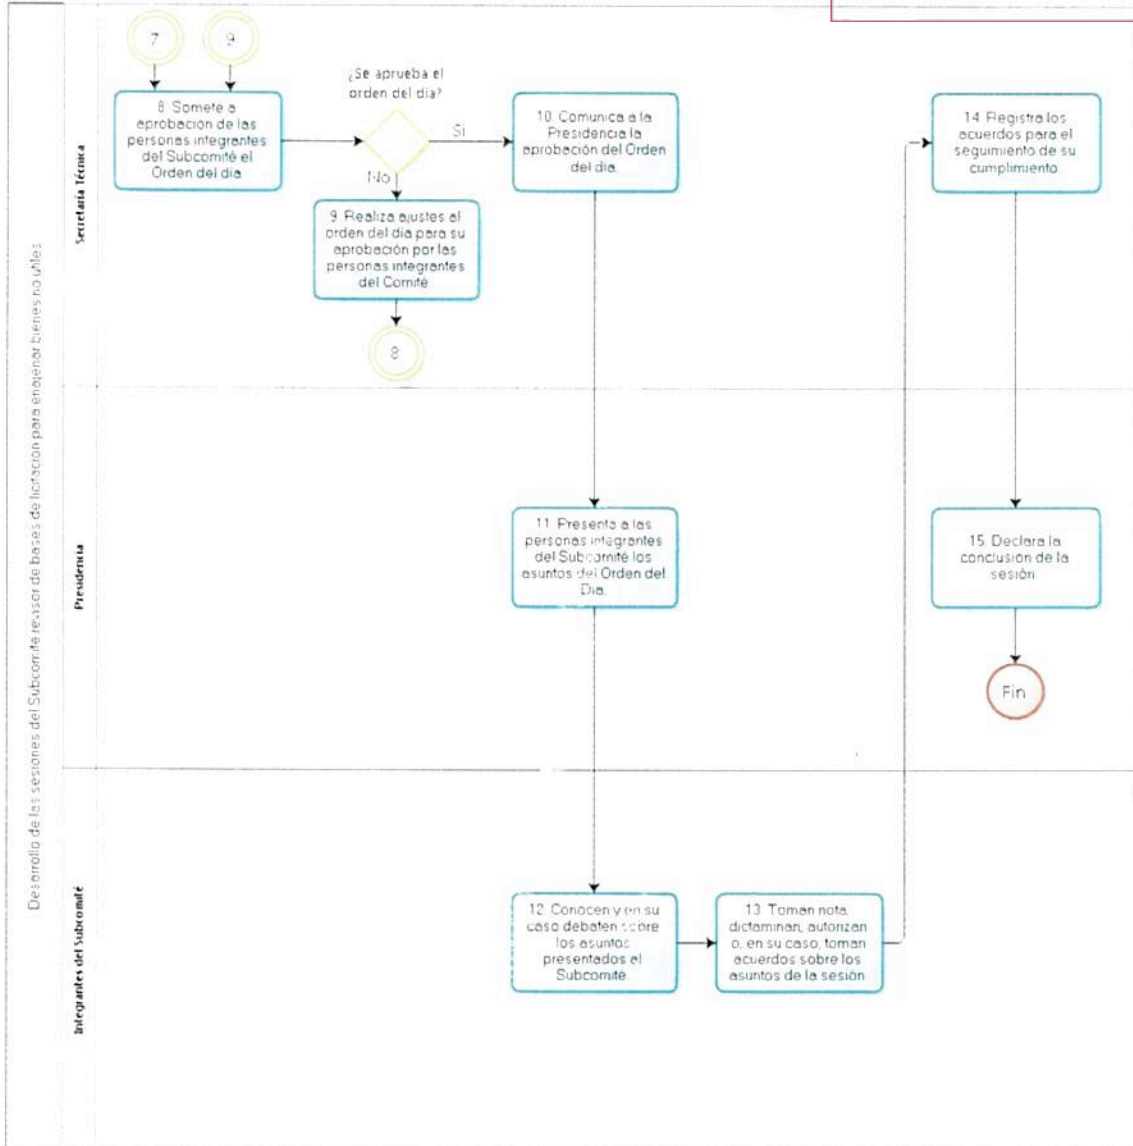 Desarrollo de las sesiones del Subcomité revisor de bases de licitación para enajenar bienes no útiles
Secretaría Técnica
7
9
8. Somete a
aprobación de las
personas integrantes
del Subcomité el
Orden del día
¿Se aprueba el
orden del día?
Si
No
9. Realiza ajustes al
orden del día para su
aprobación por las
personas integrantes
del Comité
8
10. Comunica a la
Presidencia la
aprobación del Orden
del día.
14. Registra los
acuerdos para el
seguimiento de su
cumplimiento.
Presidencia
11. Presenta a las
personas integrantes
del Subcomité los
asuntos del Orden del
Día.
15. Declara la
conclusión de la
sesión
Fin
Integrantes del Subcomité
12. Conocen y en su
caso debaten sobre
los asuntos
presentados al
Subcomité.
13. Toman nota,
dictaminan, autorizan
o, en su caso, toman
acuerdos sobre los
asuntos de la sesión